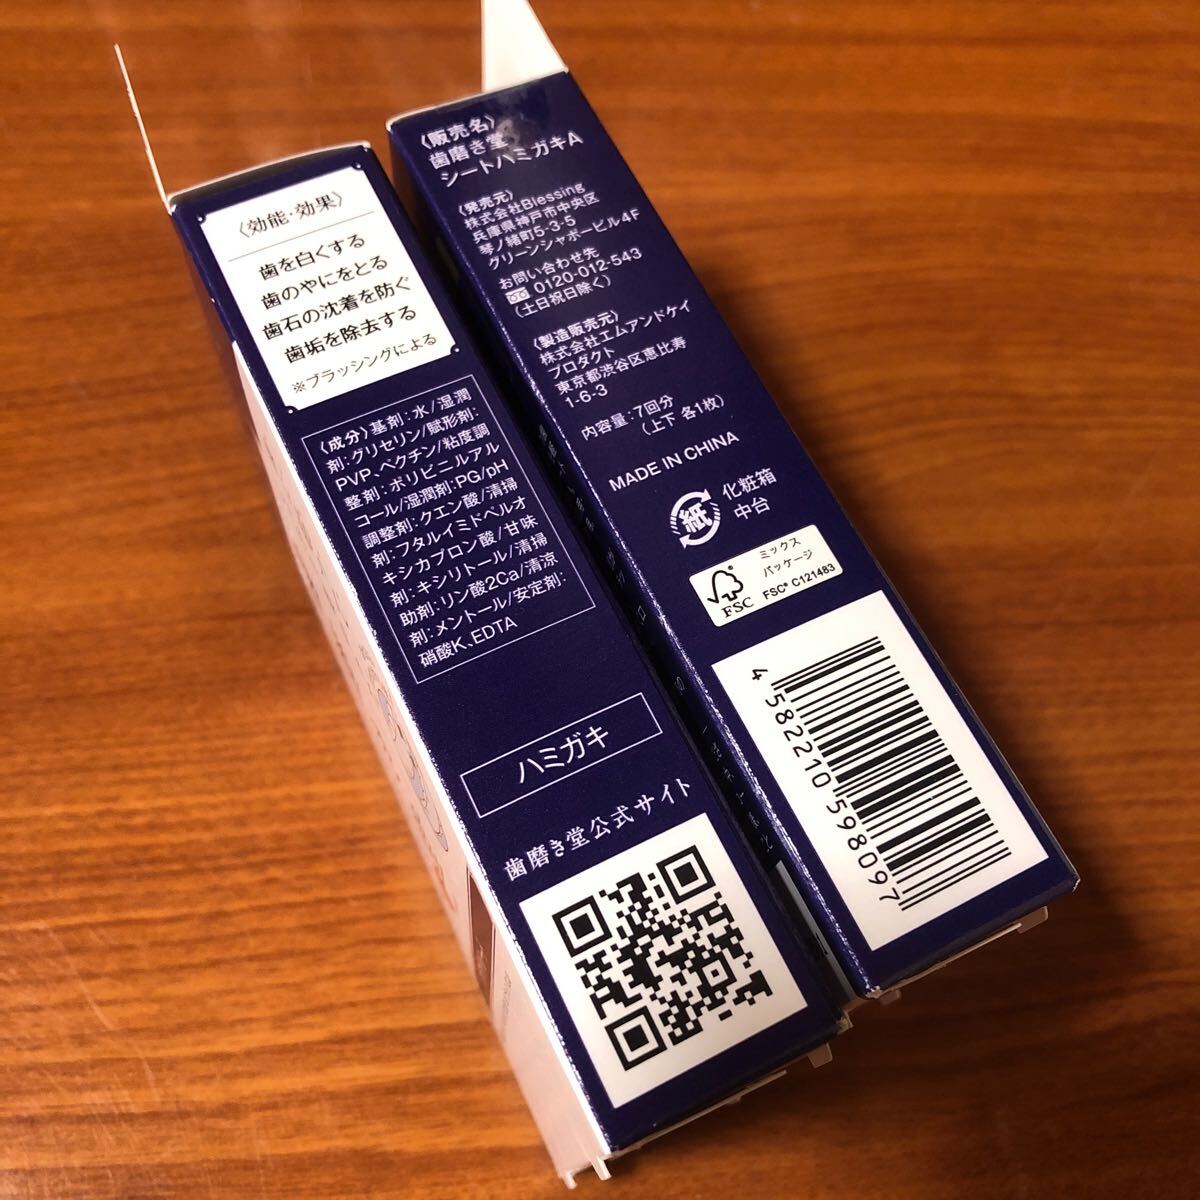 〈効能・効果〉
歯を白くする
歯のやにをとる
歯石の沈着を防ぐ
歯垢を除去する
※ブラッシングによる
〈成分〉基剤:水/湿潤
剤:グリセリン/賦形剤:
PVP、ペクチン/粘度調
整剤:ポリビニルアル
コール/湿潤剤:PG/pH
調整剤:クエン酸/清掃
剤:フタルイミドペルオ
キシカプロン酸/甘味
剤:キシリトール/清掃
助剤:リン酸2Ca/清涼
剤:メントール/安定剤:
硝酸K、EDTA
ハミガキ
歯磨き堂公式サイト
〈販売名〉
歯磨き堂
シートハミガキA
〈発売元〉
株式会社Blessing
兵庫県神戸市中央区
琴ノ緒町5-3-5
グリーンシャポービル4F
お問い合わせ先
0120-012-543
(土日祝日除く)
〈製造販売元〉
株式会社エムアンドケイ
プロダクト
東京都渋谷区恵比寿
1-6-3
内容量:7回分
(上下 各1枚)
MADE IN CHINA
紙
化粧箱
中台
FSC
ミックス
パッケージ
FSC® C121483
4 582210 598097